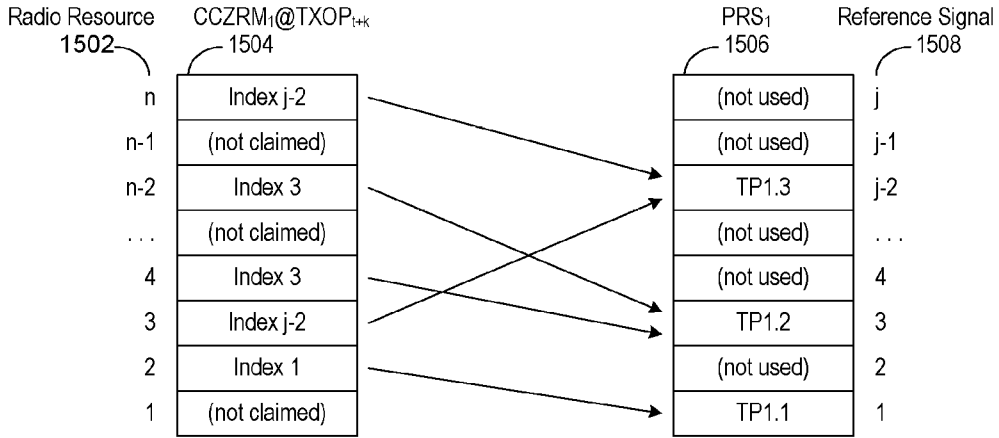 Radio Resource CCZRM₁@TXOPₜ₊ₖ PRS₁ Reference Signal
1502 1504 1506 1508
n Index j-2 (not used) j
n-1 (not claimed) (not used) j-1
n-2 Index 3 TP1.3 j-2
. . . (not claimed) (not used) . . .
4 Index 3 (not used) 4
3 Index j-2 TP1.2 3
2 Index 1 (not used) 2
1 (not claimed) TP1.1 1